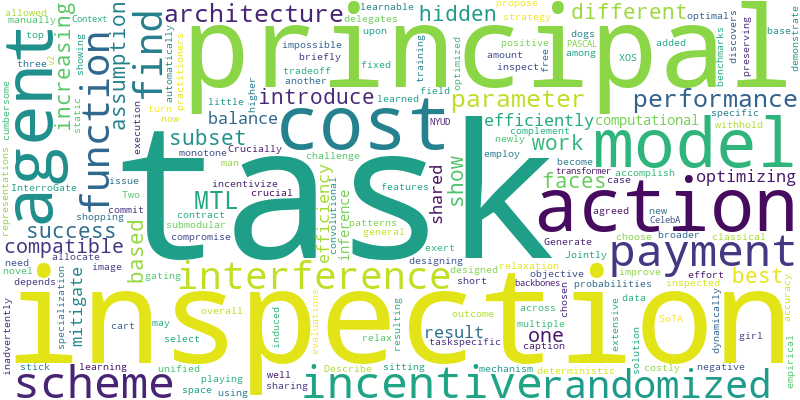 manually
allowed
Context
top
three
v2
static
cumbersome
agent
increasing
function
assumption
find
showing
practitioners
automatically
architecture
delegates
upon
impossible
briefly
tradeoff
another
hidden
learnable
training
fixed
field
optimized
principal
propose
strategy
different
dogs
PASCAL
among
positive
amount
inspect
XOS
free
optimal
discovers
preserving
added
benchmarks
showing
base
demonstrate
introduce
learned
higher
parameter
performance
specific
withhold
cost
efficiently
computational
complement
newly
work
employ
become
transformer
challenge
balance
little
execution
turn
now
subset
monotone
Crucially
man
NYUD
model
accomplish
case
faces
optimizing
agreed
new
CelebA
broader
classical
choose
representations
InterroGate
Two
issue
shopping
commit
success
compatible
MTL
incentivize
crucial
contract
submodular
compromise
task
features
patterns
general
efficiency
inference
convolutional
shared
show
exert
designing
Generate
Jointly
action
need
novel
depends
allocate
image
mitigate
specialization
based
gating
interference
designed
relaxation
short
objective
backbones
probabilities
payment
improve
effort
data
inspected
best
inadvertently
cart
may
select
overall
induced
evaluations
relax
resulting
outcome
result
taskspecific
across
multiple
one
caption
chosen
extensive
solution
SoTA
costly
dynamically
girl
accuracy
inspection
stick
learning
unified
playing
space
using
well
sharing
Describe
sitting
mechanism
deterministic
negative
empirical
scheme
incentive
randomized